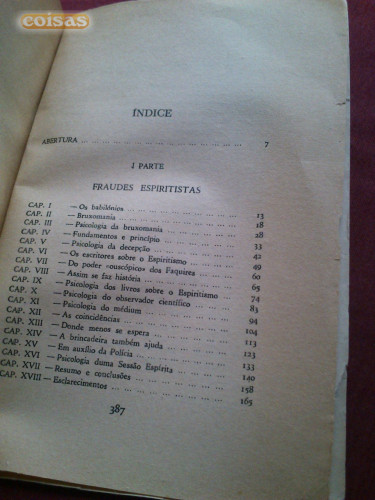 coisas
ÍNDICE
ABERTURA ... 7
I PARTE
FRAUDES ESPIRITISTAS
CAP. I — Os babilónios ... 13
CAP. II — Bruxomania ... 18
CAP. III — Psicologia da bruxomania ... 28
CAP. IV — Fundamentos e princípio ... 33
CAP. V — Psicologia da decepção ... 42
CAP. VI — Os escritores sobre o Espiritismo ... 49
CAP. VII — Do poder «ouscópico» dos Faquires ... 60
CAP. VIII — Assim se faz história ... 65
CAP. IX — Psicologia dos livros sobre o Espiritismo ... 74
CAP. X — Psicologia do observador científico ... 83
CAP. XI — Psicologia do médium ... 94
CAP. XII — As coincidências ... 104
CAP. XIII — Donde menos se espera ... 113
CAP. XIV — A brincadeira também ajuda ... 123
CAP. XV — Em auxílio da Polícia ... 133
CAP. XVI — Psicologia duma Sessão Espírita ... 140
CAP. XVII — Resumo e conclusões ... 158
CAP. XVIII — Esclarecimentos ... 165
387